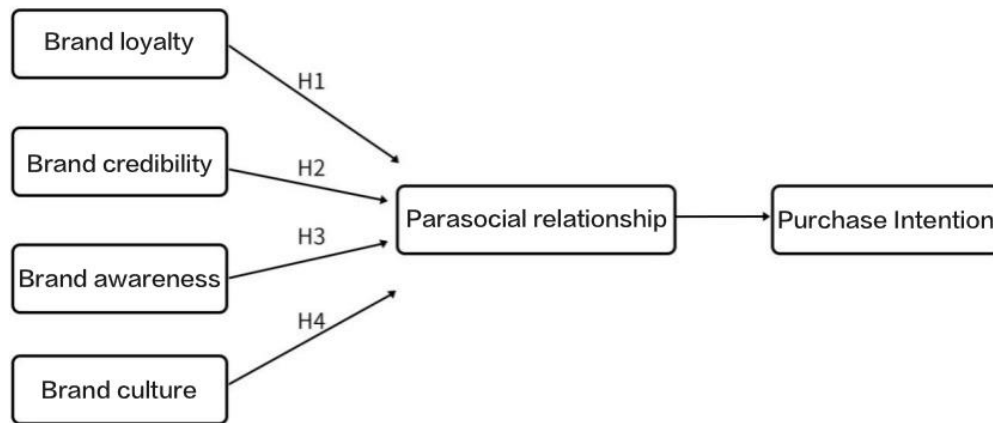 Brand loyalty
H1
Brand credibility
H2
Parasocial relationship
Purchase Intention
H3
Brand awareness
H4
Brand culture